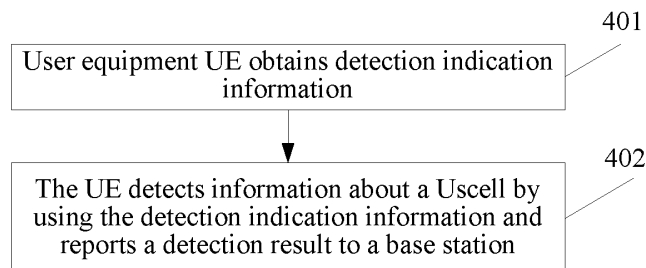 401
User equipment UE obtains detection indication
information
402
The UE detects information about a Uscell by
using the detection indication information and
reports a detection result to a base station